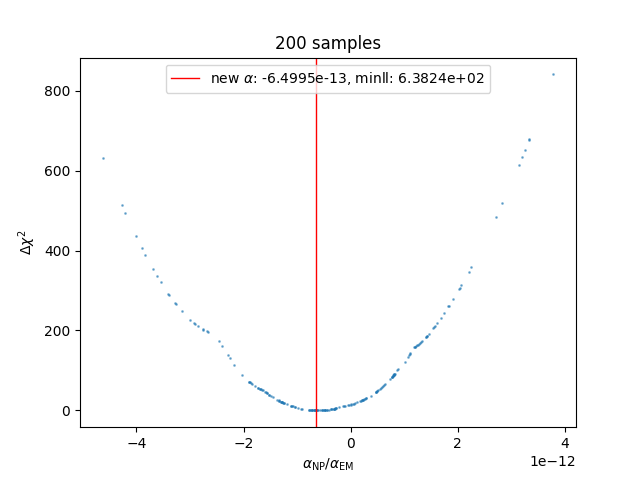 200 samples
new α: -6.4995e-13, minll: 6.3824e+02
800
600
400
200
0
Δχ²
−4
−2
0
2
4
1e−12
α_NP/α_EM